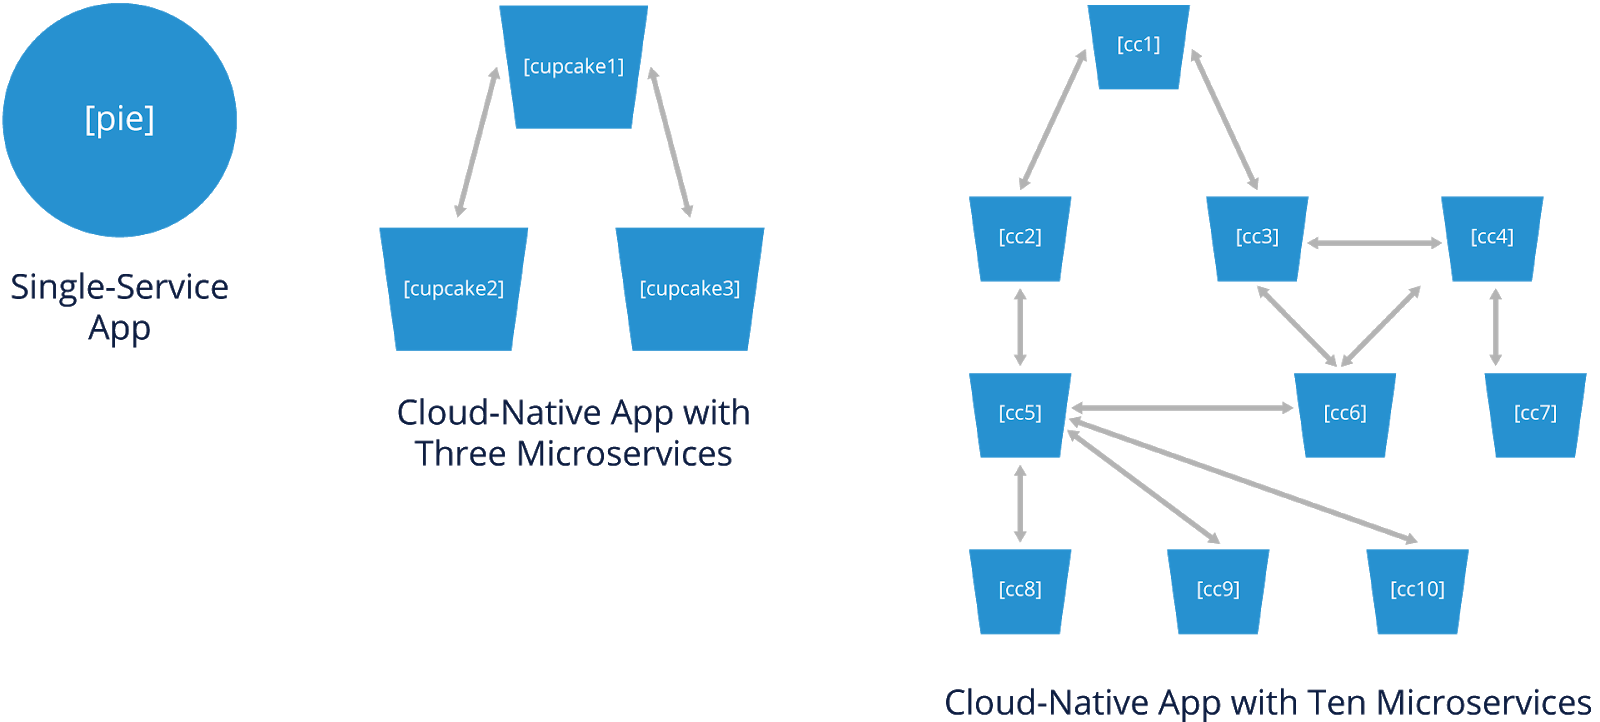 [pie]
Single-Service
App
[cupcake1]
[cupcake2]
[cupcake3]
Cloud-Native App with
Three Microservices
[cc1]
[cc2]
[cc3]
[cc4]
[cc5]
[cc6]
[cc7]
[cc8]
[cc9]
[cc10]
Cloud-Native App with Ten Microservices